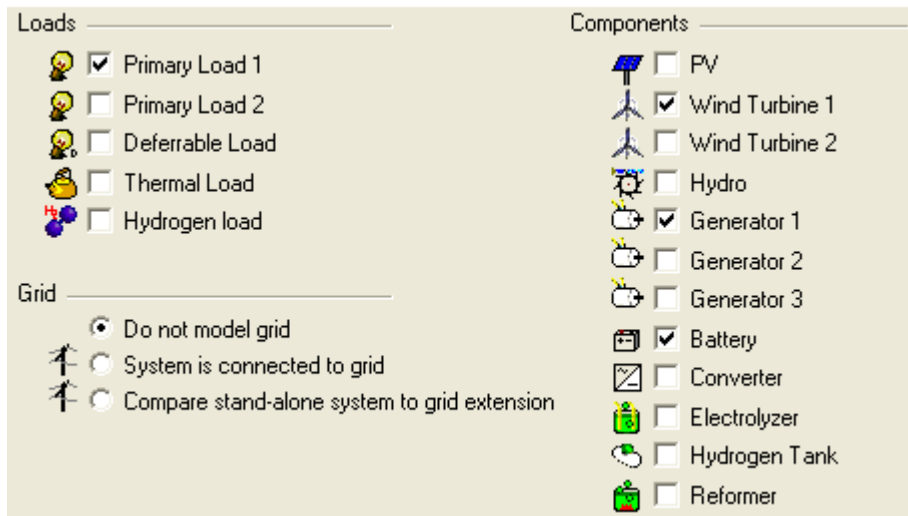 Loads
Primary Load 1
Primary Load 2
Deferrable Load
Thermal Load
H₂
Hydrogen load
Grid
Do not model grid
System is connected to grid
Compare stand-alone system to grid extension
Components
PV
Wind Turbine 1
Wind Turbine 2
Hydro
Generator 1
Generator 2
Generator 3
Battery
Converter
Electrolyzer
Hydrogen Tank
Reformer